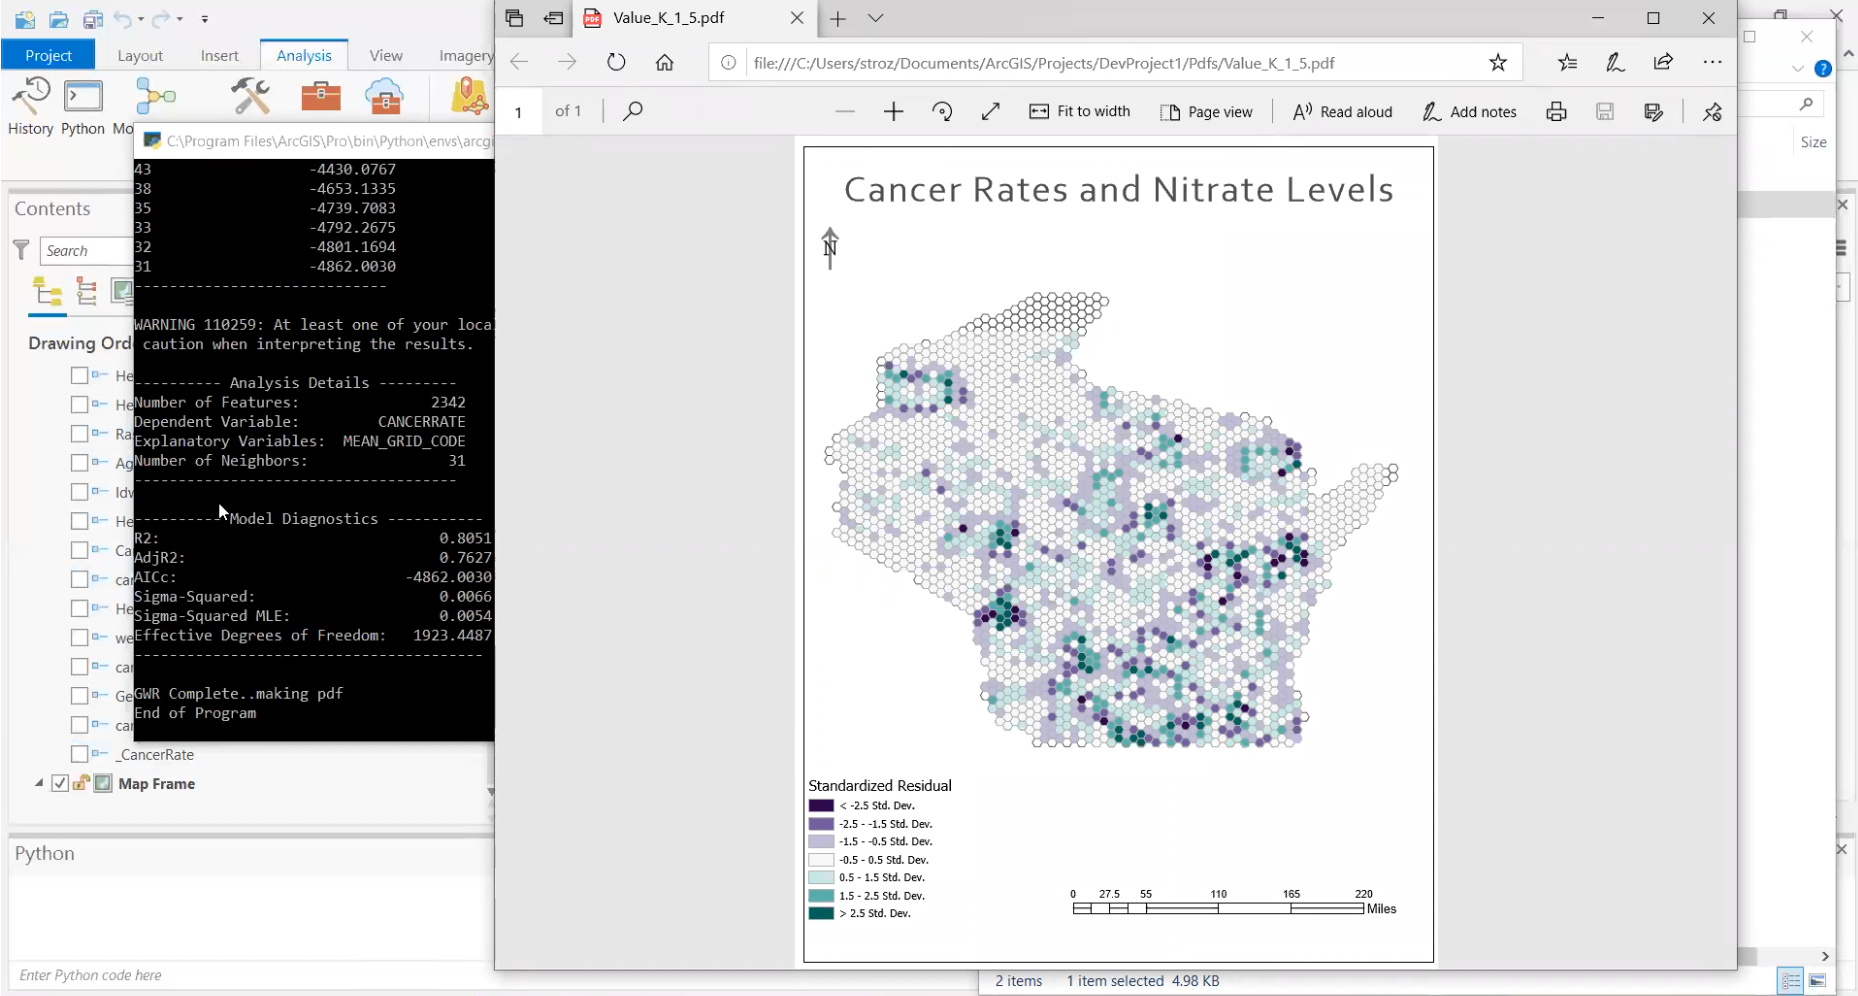 Project
Layout
Insert
Analysis
View
Imagery
History
Python
Mo
Contents
Search
Drawing Ord
He
He
Ra
Ag
Idw
He
Ca
ca
He
we
ca
Ge
ca
_CancerRate
Map Frame
Python
Enter Python code here
C:\Program Files\ArcGIS\Pro\bin\Python\envs\arcgi
43 -4430.0767
38 -4653.1335
35 -4739.7083
33 -4792.2675
32 -4801.1694
31 -4862.0030
----------------------------
WARNING 110259: At least one of your loca
caution when interpreting the results.
---------- Analysis Details ---------
Number of Features: 2342
Dependent Variable: CANCERRATE
Explanatory Variables: MEAN_GRID_CODE
Number of Neighbors: 31
-------------------------------------
---------- Model Diagnostics -----------
R2: 0.8051
AdjR2: 0.7627
AICc: -4862.0030
Sigma-Squared: 0.0066
Sigma-Squared MLE: 0.0054
Effective Degrees of Freedom: 1923.4487
----------------------------------------
GWR Complete..making pdf
End of Program
PDF
Value_K_1_5.pdf
file:///C:/Users/stroz/Documents/ArcGIS/Projects/DevProject1/Pdfs/Value_K_1_5.pdf
1 of 1
Fit to width
Page view
Read aloud
Add notes
Cancer Rates and Nitrate Levels
N
Standardized Residual
< -2.5 Std. Dev.
-2.5 - -1.5 Std. Dev.
-1.5 - -0.5 Std. Dev.
-0.5 - 0.5 Std. Dev.
0.5 - 1.5 Std. Dev.
1.5 - 2.5 Std. Dev.
> 2.5 Std. Dev.
0 27.5 55 110 165 220
Miles
?
Size
2 items 1 item selected 4.98 KB